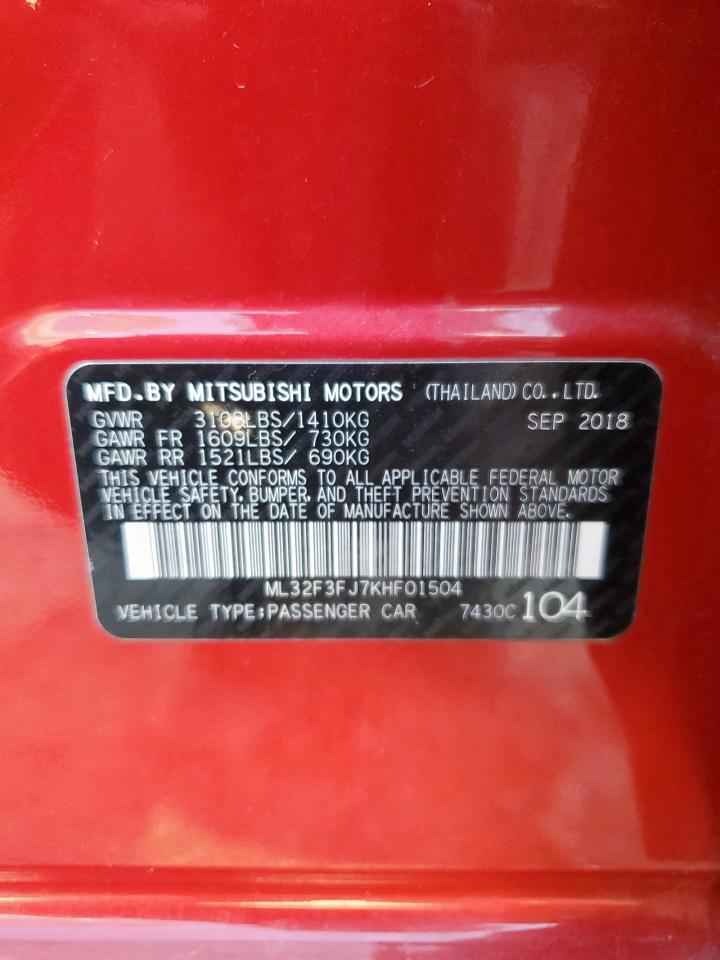 MFD.BY MITSUBISHI MOTORS (THAILAND) CO.,LTD.
GVWR 3108LBS/1410KG SEP 2018
GAWR FR 1609LBS/ 730KG
GAWR RR 1521LBS/ 690KG
THIS VEHICLE CONFORMS TO ALL APPLICABLE FEDERAL MOTOR
VEHICLE SAFETY, BUMPER, AND THEFT PREVENTION STANDARDS
IN EFFECT ON THE DATE OF MANUFACTURE SHOWN ABOVE.
ML32F3FJ7KHF01504
VEHICLE TYPE:PASSENGER CAR 7430C 104